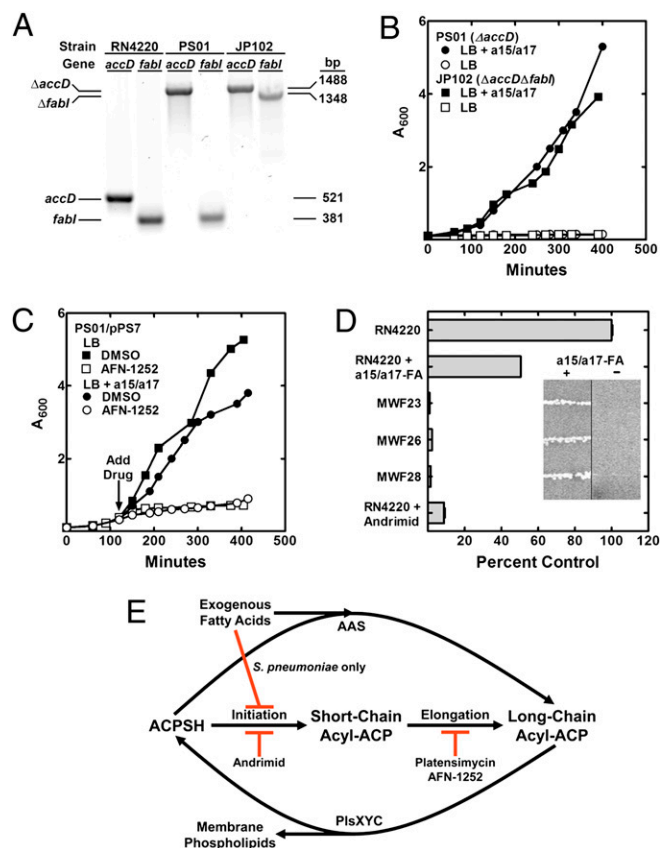 A
Strain RN4220 PS01 JP102
Gene accD fabI accD fabI accD fabI bp
ΔaccD 1488
ΔfabI 1348
accD 521
fabI 381
B
PS01 (ΔaccD)
LB + a15/a17
LB
JP102 (ΔaccDΔfabI)
LB + a15/a17
LB
A600
6
4
2
0
0 100 200 300 400 500
Minutes
C
PS01/pPS7
LB
DMSO
AFN-1252
LB + a15/a17
DMSO
AFN-1252
Add
Drug
A600
6
4
2
0
0 100 200 300 400 500
Minutes
D
RN4220
RN4220 +
a15/a17-FA
MWF23
MWF26
MWF28
RN4220 +
Andrimid
a15/a17-FA
+ −
0 20 40 60 80 100 120
Percent Control
E
Exogenous
Fatty Acids
AAS
S. pneumoniae only
ACPSH
Initiation
Short-Chain
Acyl-ACP
Elongation
Long-Chain
Acyl-ACP
Andrimid
Platensimycin
AFN-1252
PlsXYC
Membrane
Phospholipids